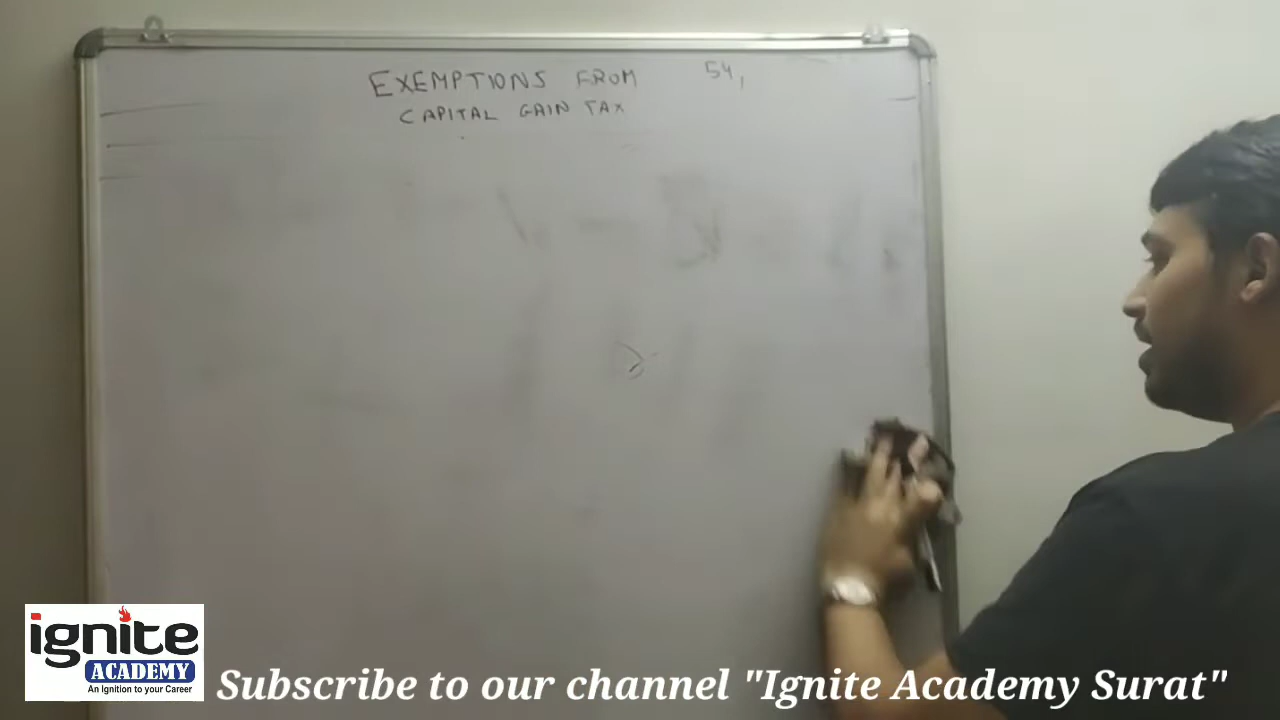 EXEMPTIONS FROM 54,
CAPITAL GAIN TAX
ignite
ACADEMY
An Ignition to your Career
Subscribe to our channel "Ignite Academy Surat"